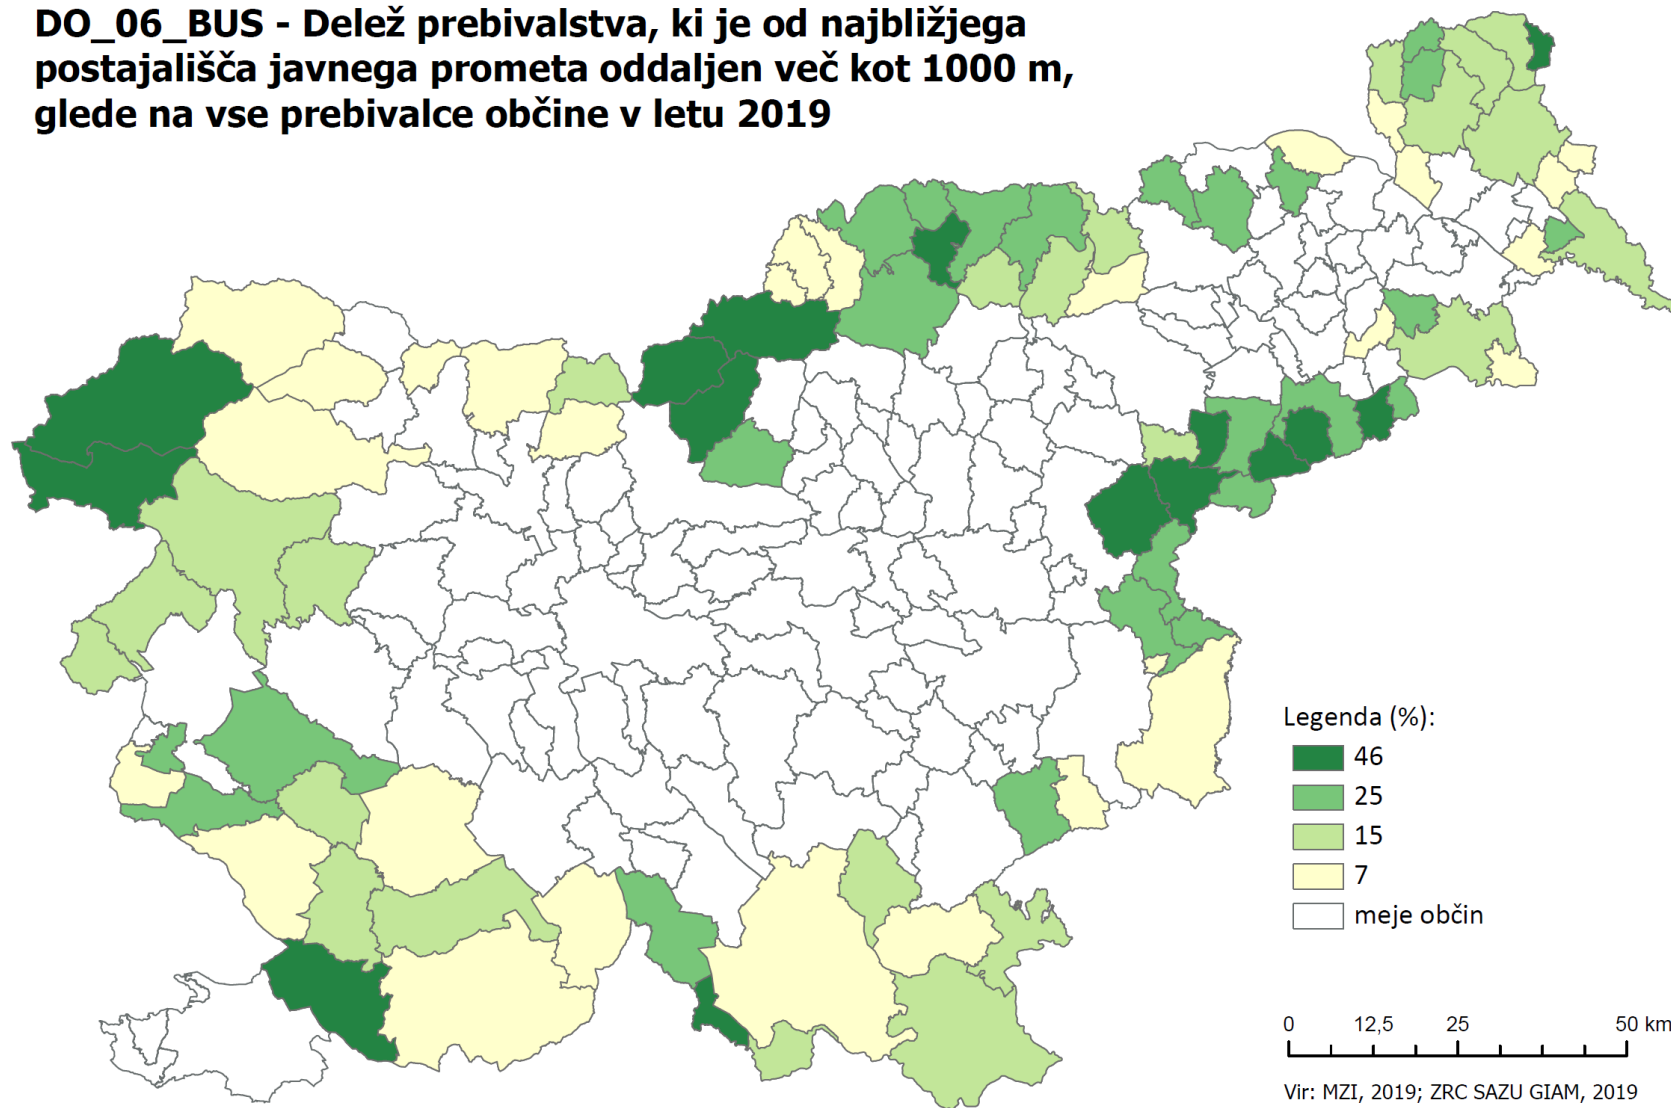 DO_06_BUS - Delež prebivalstva, ki je od najbližjega
postajališča javnega prometa oddaljen več kot 1000 m,
glede na vse prebivalce občine v letu 2019
Legenda (%):
46
25
15
7
meje občin
0 12,5 25 50 km
Vir: MZI, 2019; ZRC SAZU GIAM, 2019